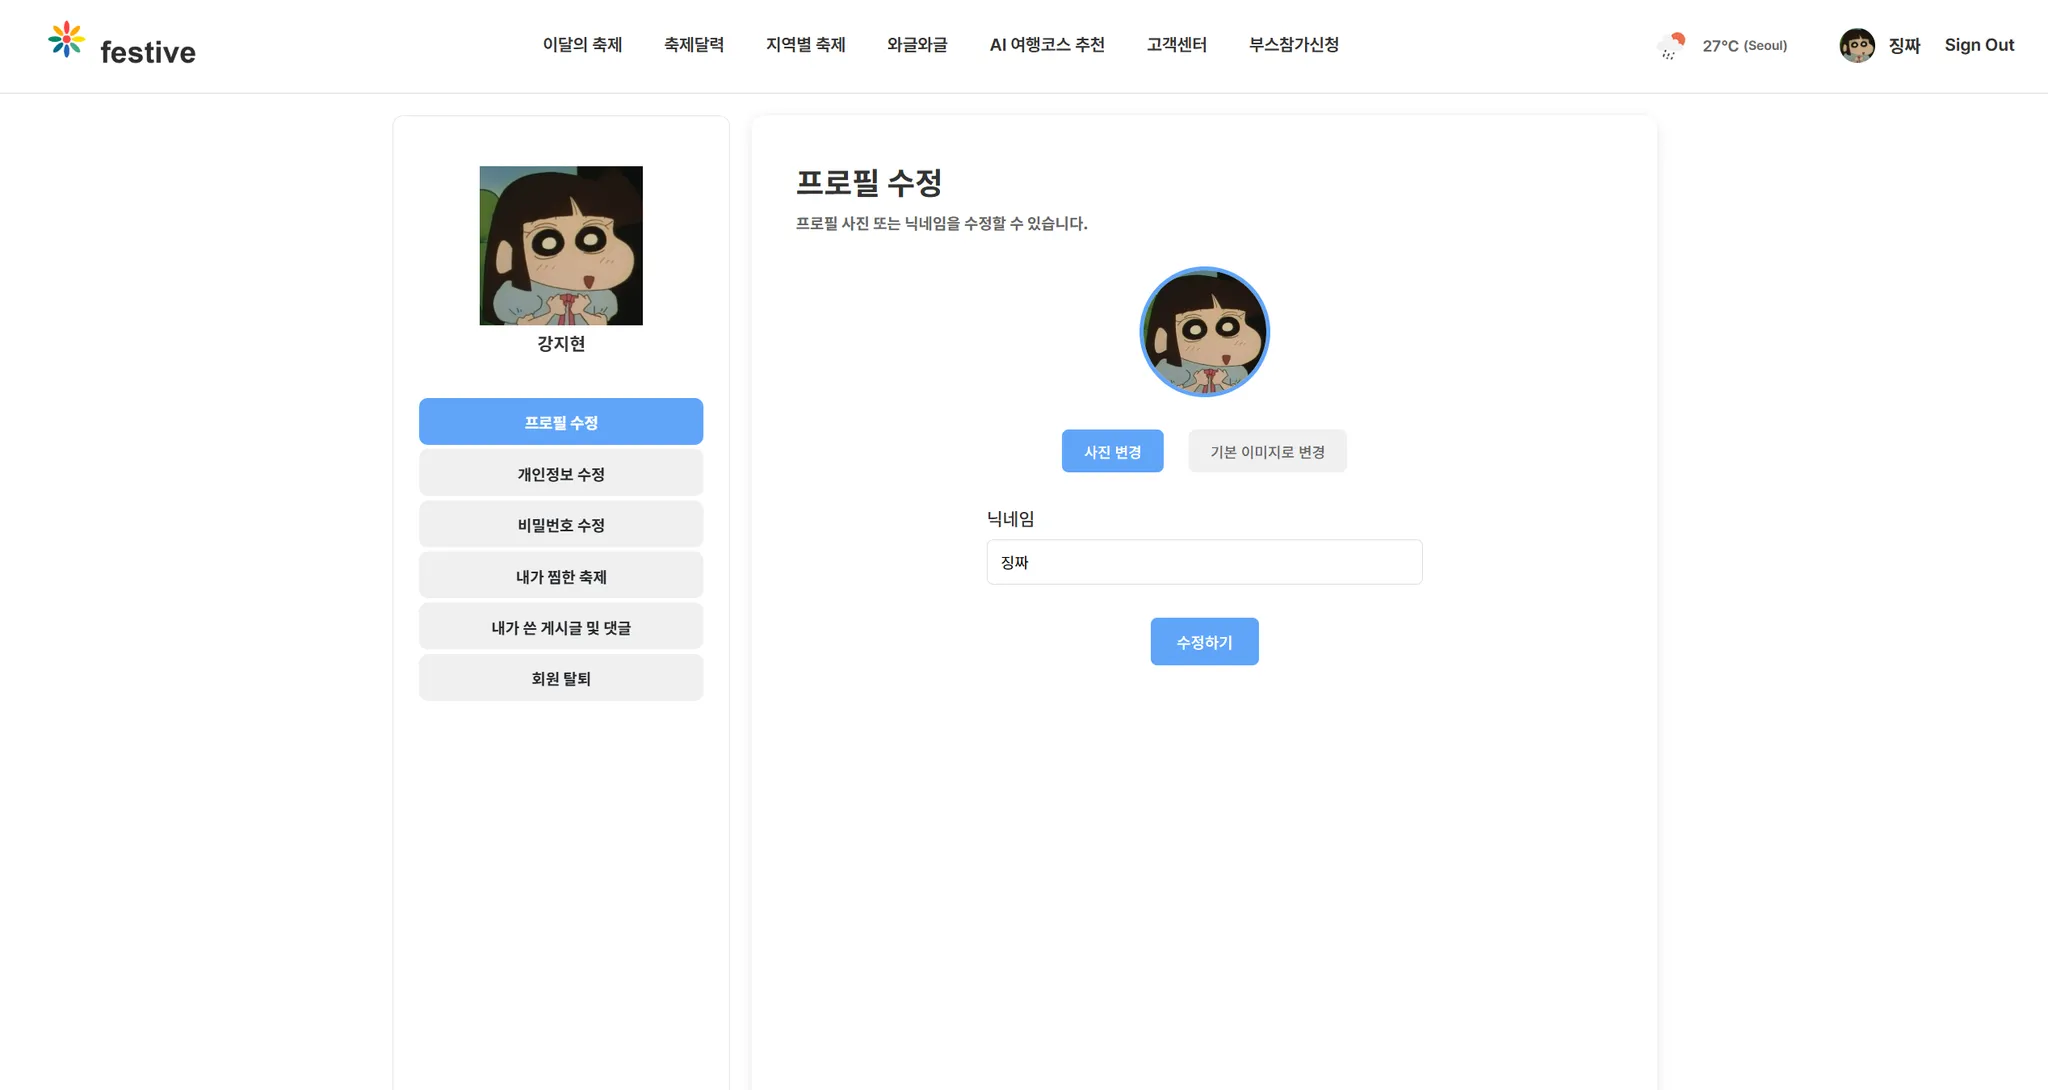 festive
이달의 축제
축제달력
지역별 축제
와글와글
AI 여행코스 추천
고객센터
부스참가신청
27°C (Seoul)
징짜
Sign Out
강지현
프로필 수정
개인정보 수정
비밀번호 수정
내가 찜한 축제
내가 쓴 게시글 및 댓글
회원 탈퇴
프로필 수정
프로필 사진 또는 닉네임을 수정할 수 있습니다.
사진 변경
기본 이미지로 변경
닉네임
징짜
수정하기